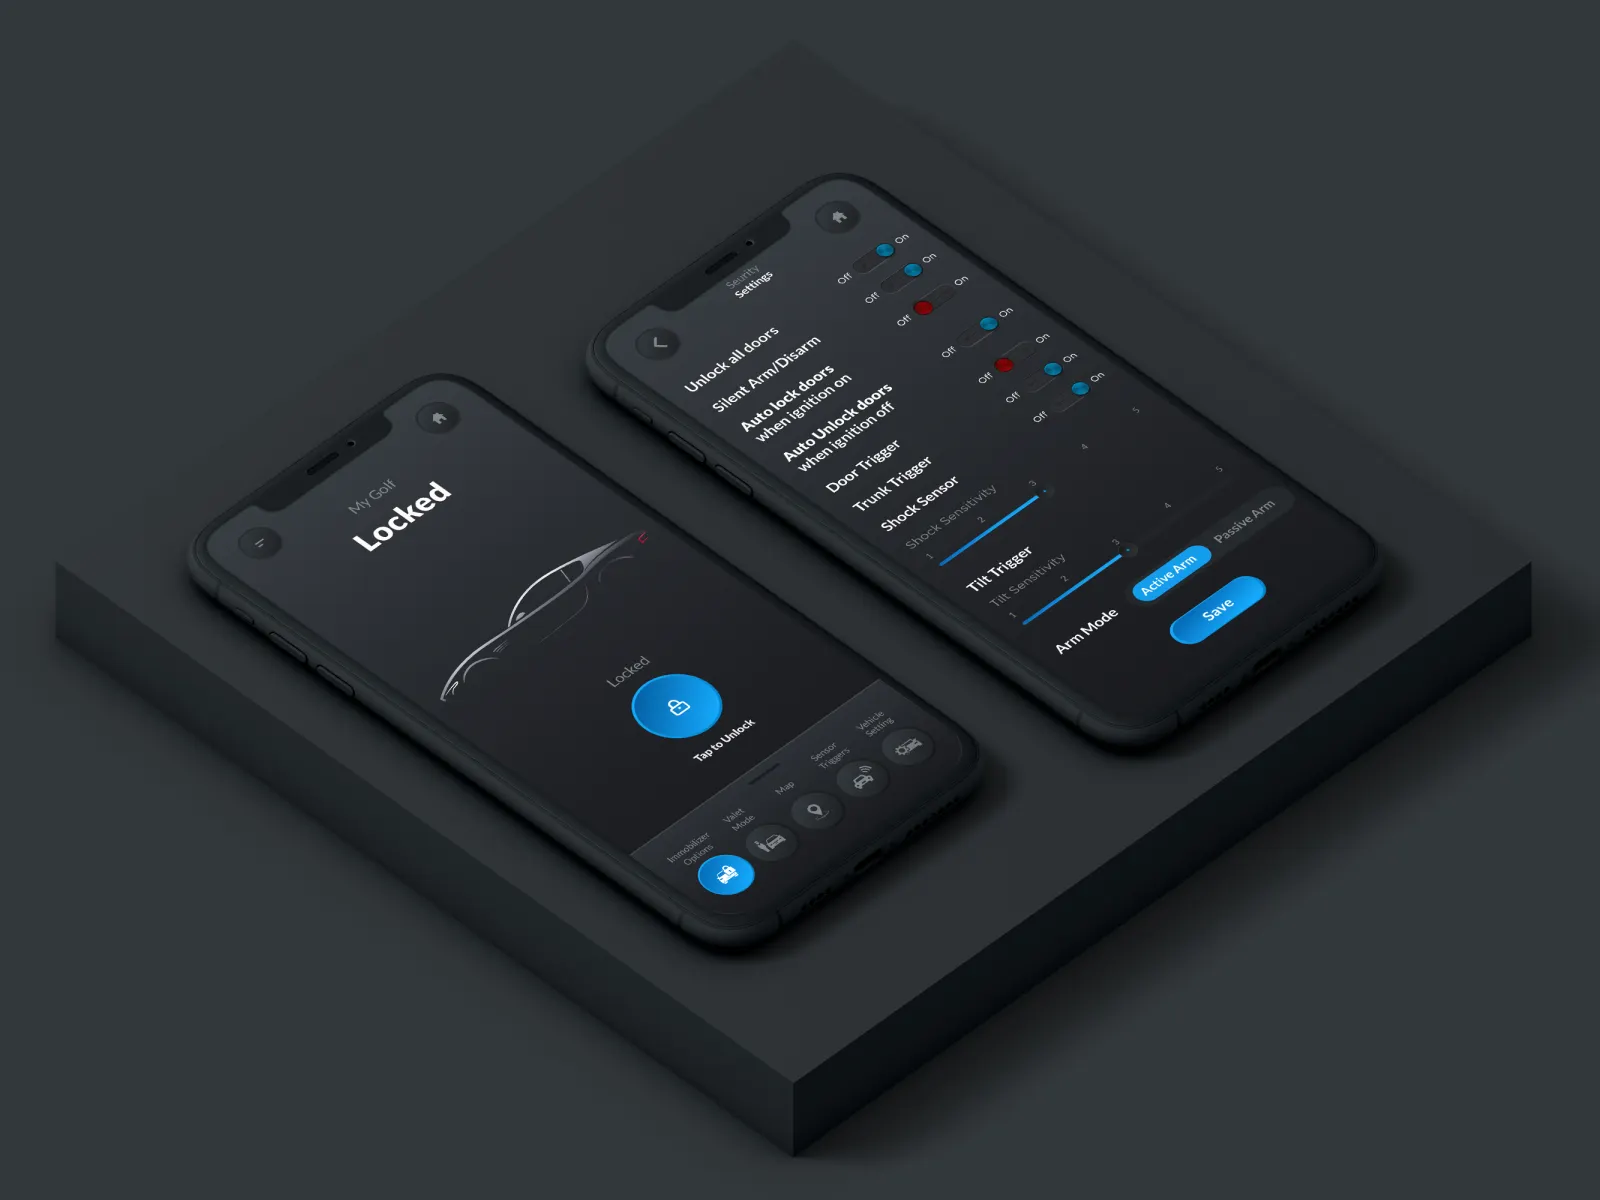 My Golf
Locked
Locked
Tap to Unlock
Immobilizer
Options
Valet
Mode
Map
Sensor
Triggers
Vehicle
Setting
Seurity
Settings
Unlock all doors
Off
On
Silent Arm/Disarm
Off
On
Auto lock doors
when ignition on
Off
On
Auto Unlock doors
when ignition off
Off
On
Door Trigger
Off
On
Trunk Trigger
Off
On
Shock Sensor
Off
On
Shock Sensitivity
1 2 3 4 5
Tilt Trigger
Tilt Sensitivity
1 2 3 4 5
Arm Mode
Active Arm
Passive Arm
Save